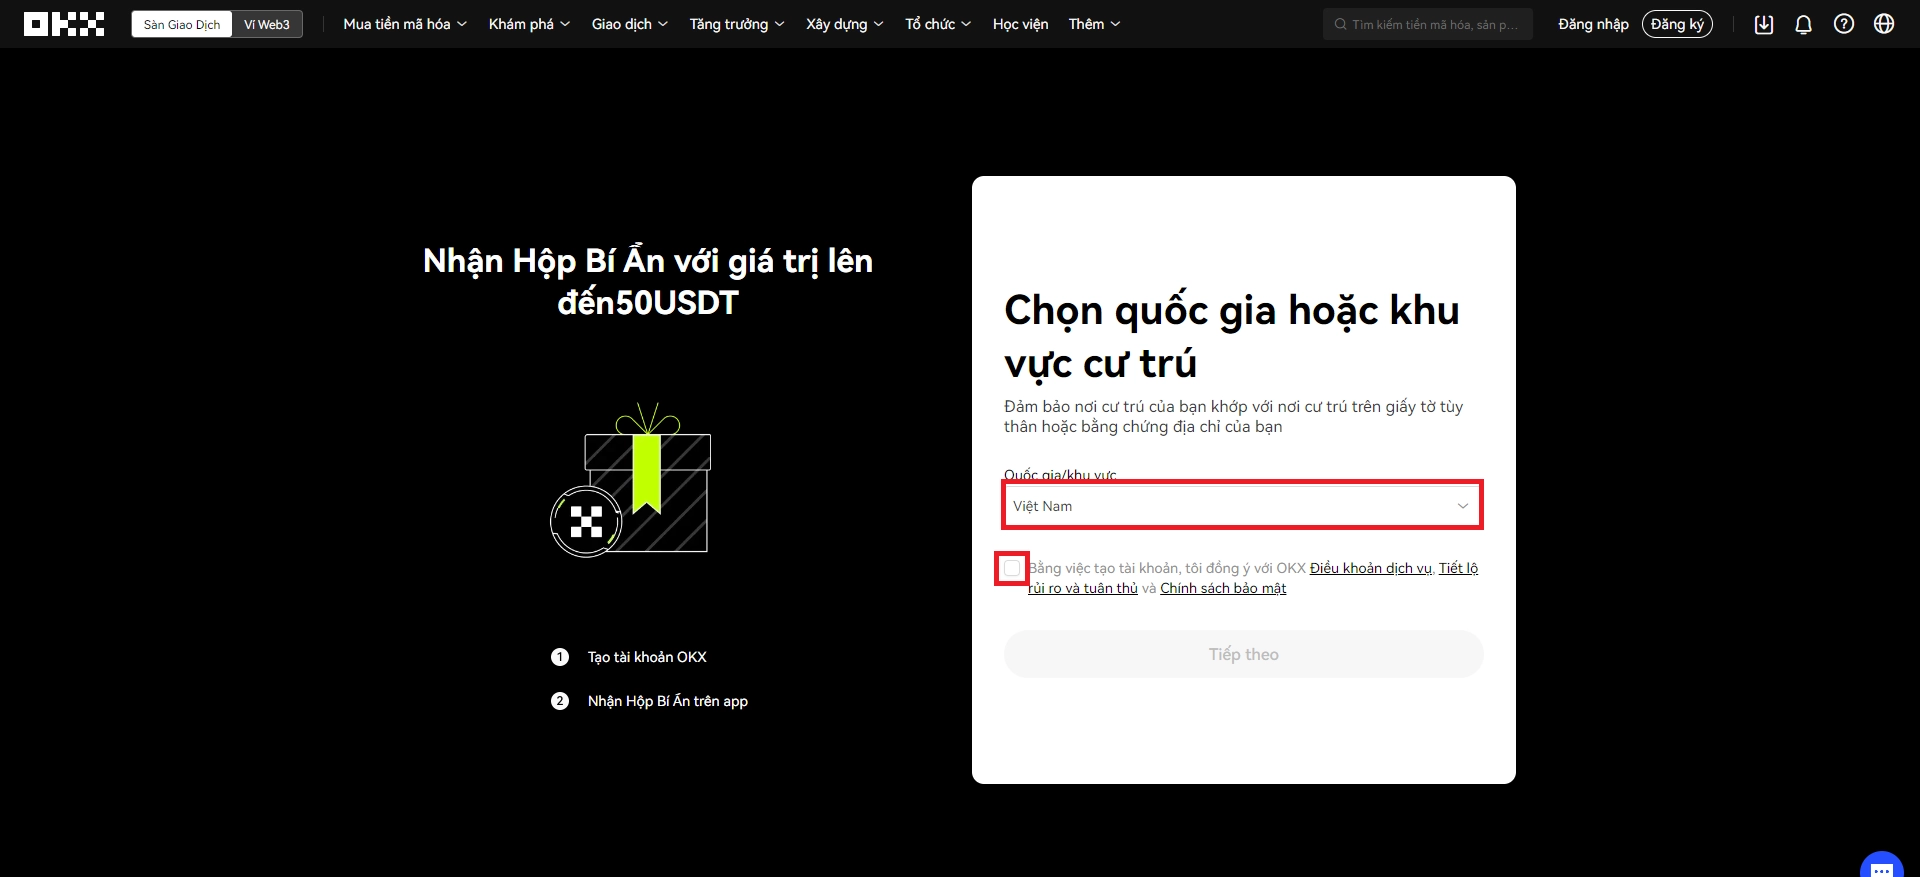 OKX
Sàn Giao Dịch
Ví Web3
Mua tiền mã hóa
Khám phá
Giao dịch
Tăng trưởng
Xây dựng
Tổ chức
Học viện
Thêm
Tìm kiếm tiền mã hóa, sản p...
Đăng nhập
Đăng ký
Nhận Hộp Bí Ẩn với giá trị lên
đến50USDT
1 Tạo tài khoản OKX
2 Nhận Hộp Bí Ẩn trên app
Chọn quốc gia hoặc khu
vực cư trú
Đảm bảo nơi cư trú của bạn khớp với nơi cư trú trên giấy tờ tùy
thân hoặc bằng chứng địa chỉ của bạn
Quốc gia/khu vực
Việt Nam
Bằng việc tạo tài khoản, tôi đồng ý với OKX Điều khoản dịch vụ, Tiết lộ
rủi ro và tuân thủ và Chính sách bảo mật
Tiếp theo